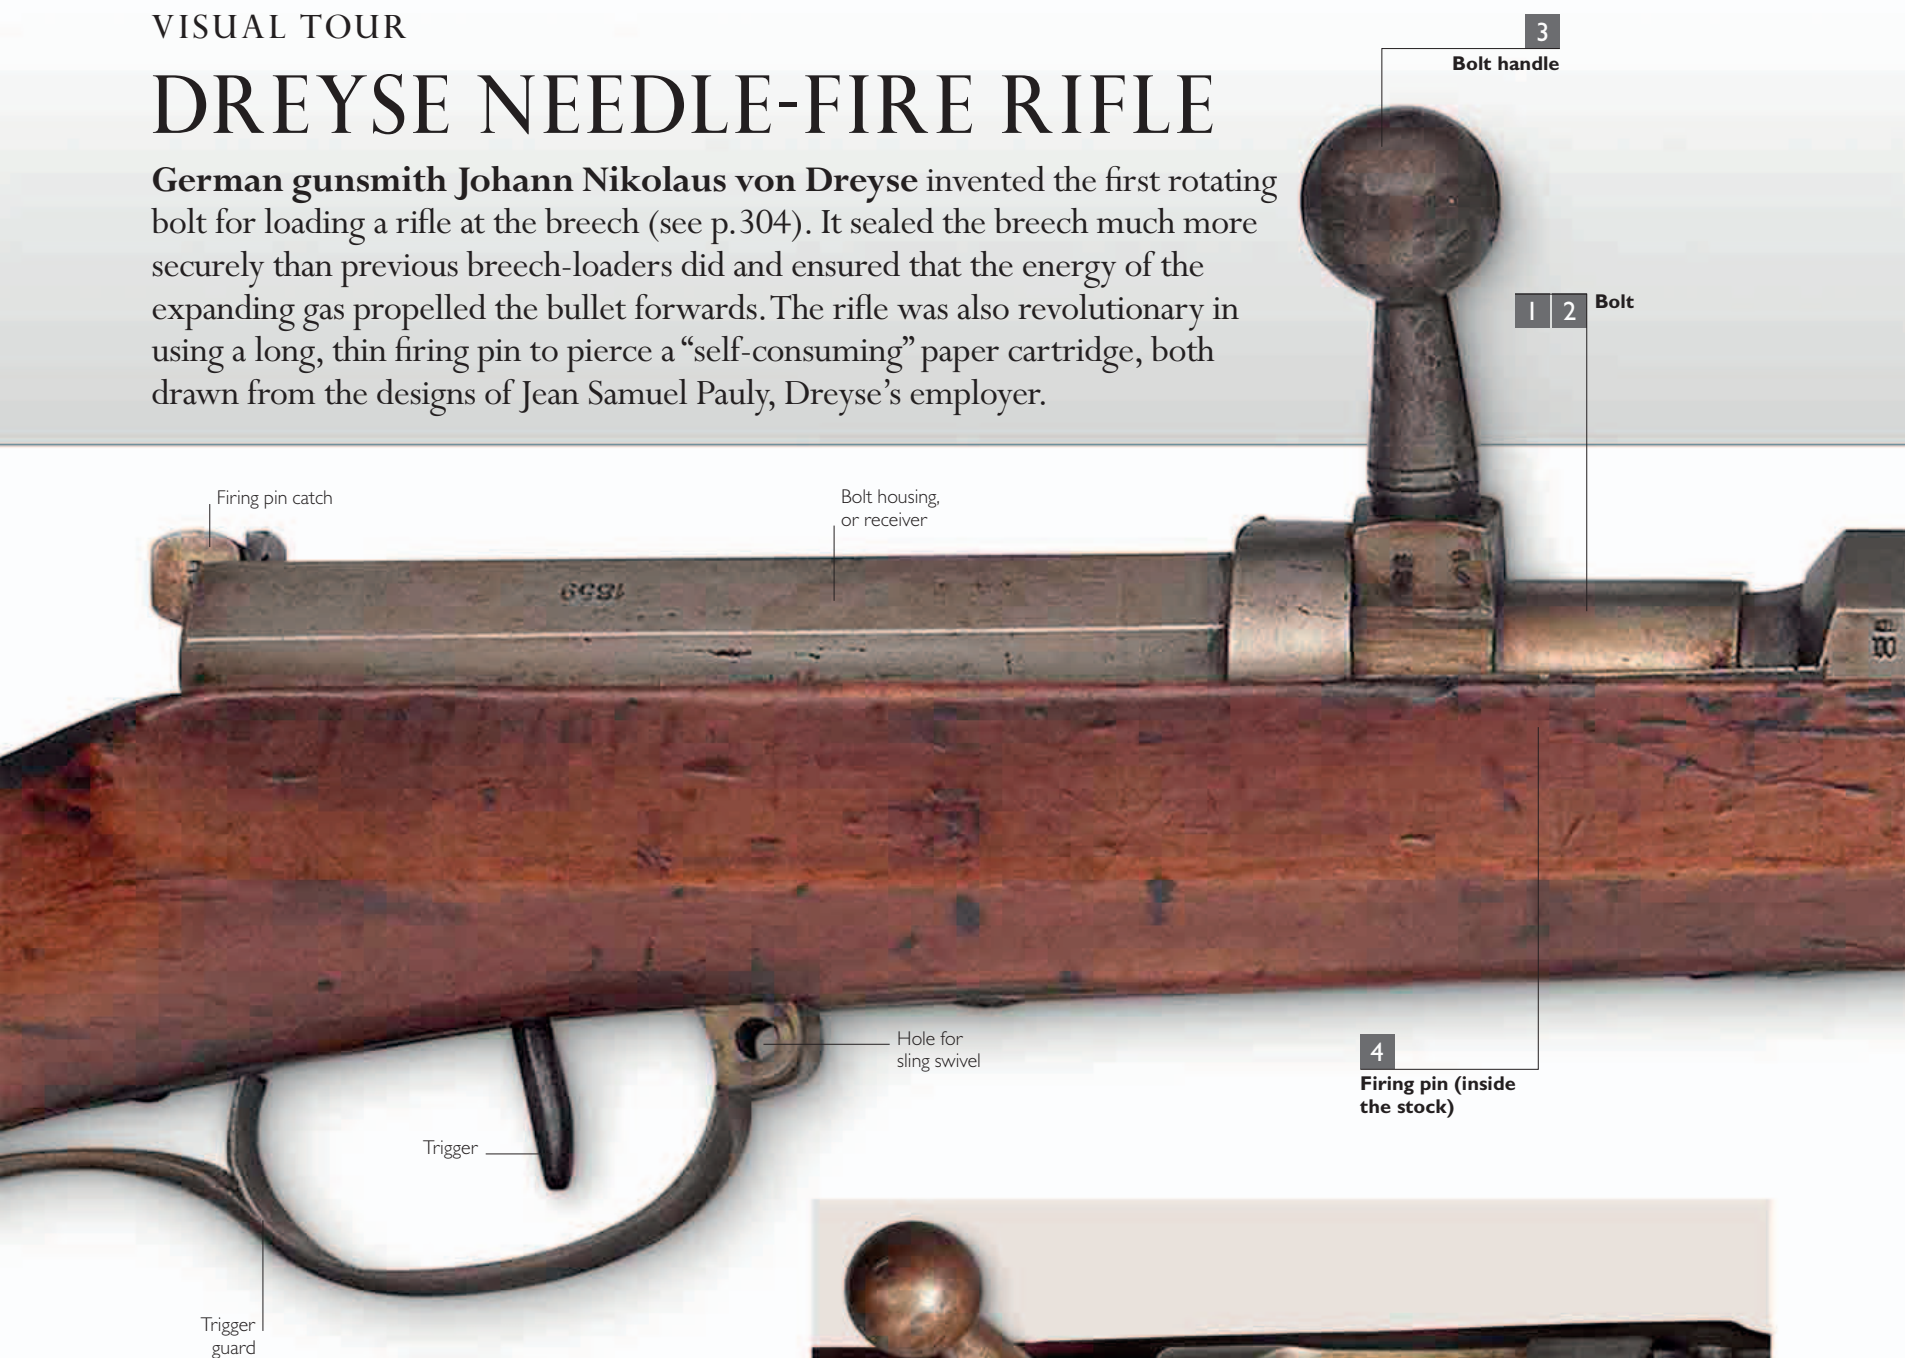 VISUAL TOUR
DREYSE NEEDLE-FIRE RIFLE
German gunsmith Johann Nikolaus von Dreyse invented the first rotating
bolt for loading a rifle at the breech (see p.304). It sealed the breech much more
securely than previous breech-loaders did and ensured that the energy of the
expanding gas propelled the bullet forwards. The rifle was also revolutionary in
using a long, thin firing pin to pierce a “self-consuming” paper cartridge, both
drawn from the designs of Jean Samuel Pauly, Dreyse’s employer.
3
Bolt handle
1 2 Bolt
Firing pin catch
Bolt housing,
or receiver
1859
Hole for
sling swivel
4
Firing pin (inside
the stock)
Trigger
Trigger
guard